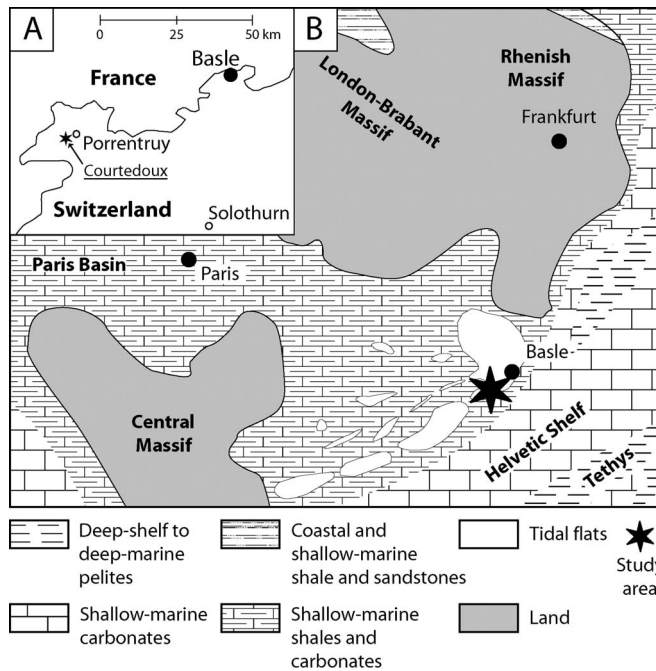 A
0 25 50 km
B
France
Basle
Porrentruy
Courtedoux
Switzerland
Solothurn
London-Brabant
Massif
Rhenish
Massif
Frankfurt
Paris Basin
Paris
Basle
Central
Massif
Helvetic Shelf
Tethys
Deep-shelf to
deep-marine
pelites
Coastal and
shallow-marine
shale and sandstones
Tidal flats
Study
area
Shallow-marine
carbonates
Shallow-marine
shales and
carbonates
Land